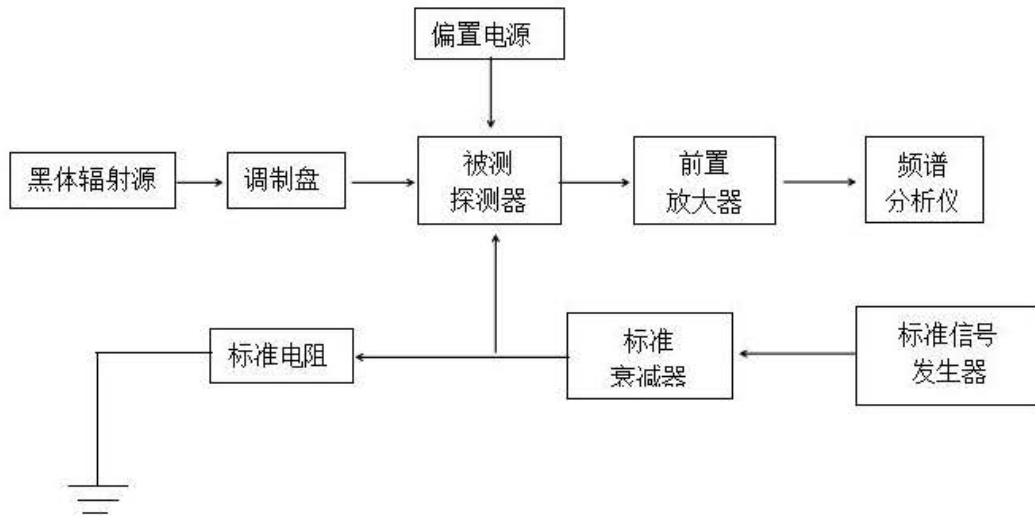 偏置电源
黑体辐射源
调制盘
被测
探测器
前置
放大器
频谱
分析仪
标准电阻
标准
衰减器
标准信号
发生器